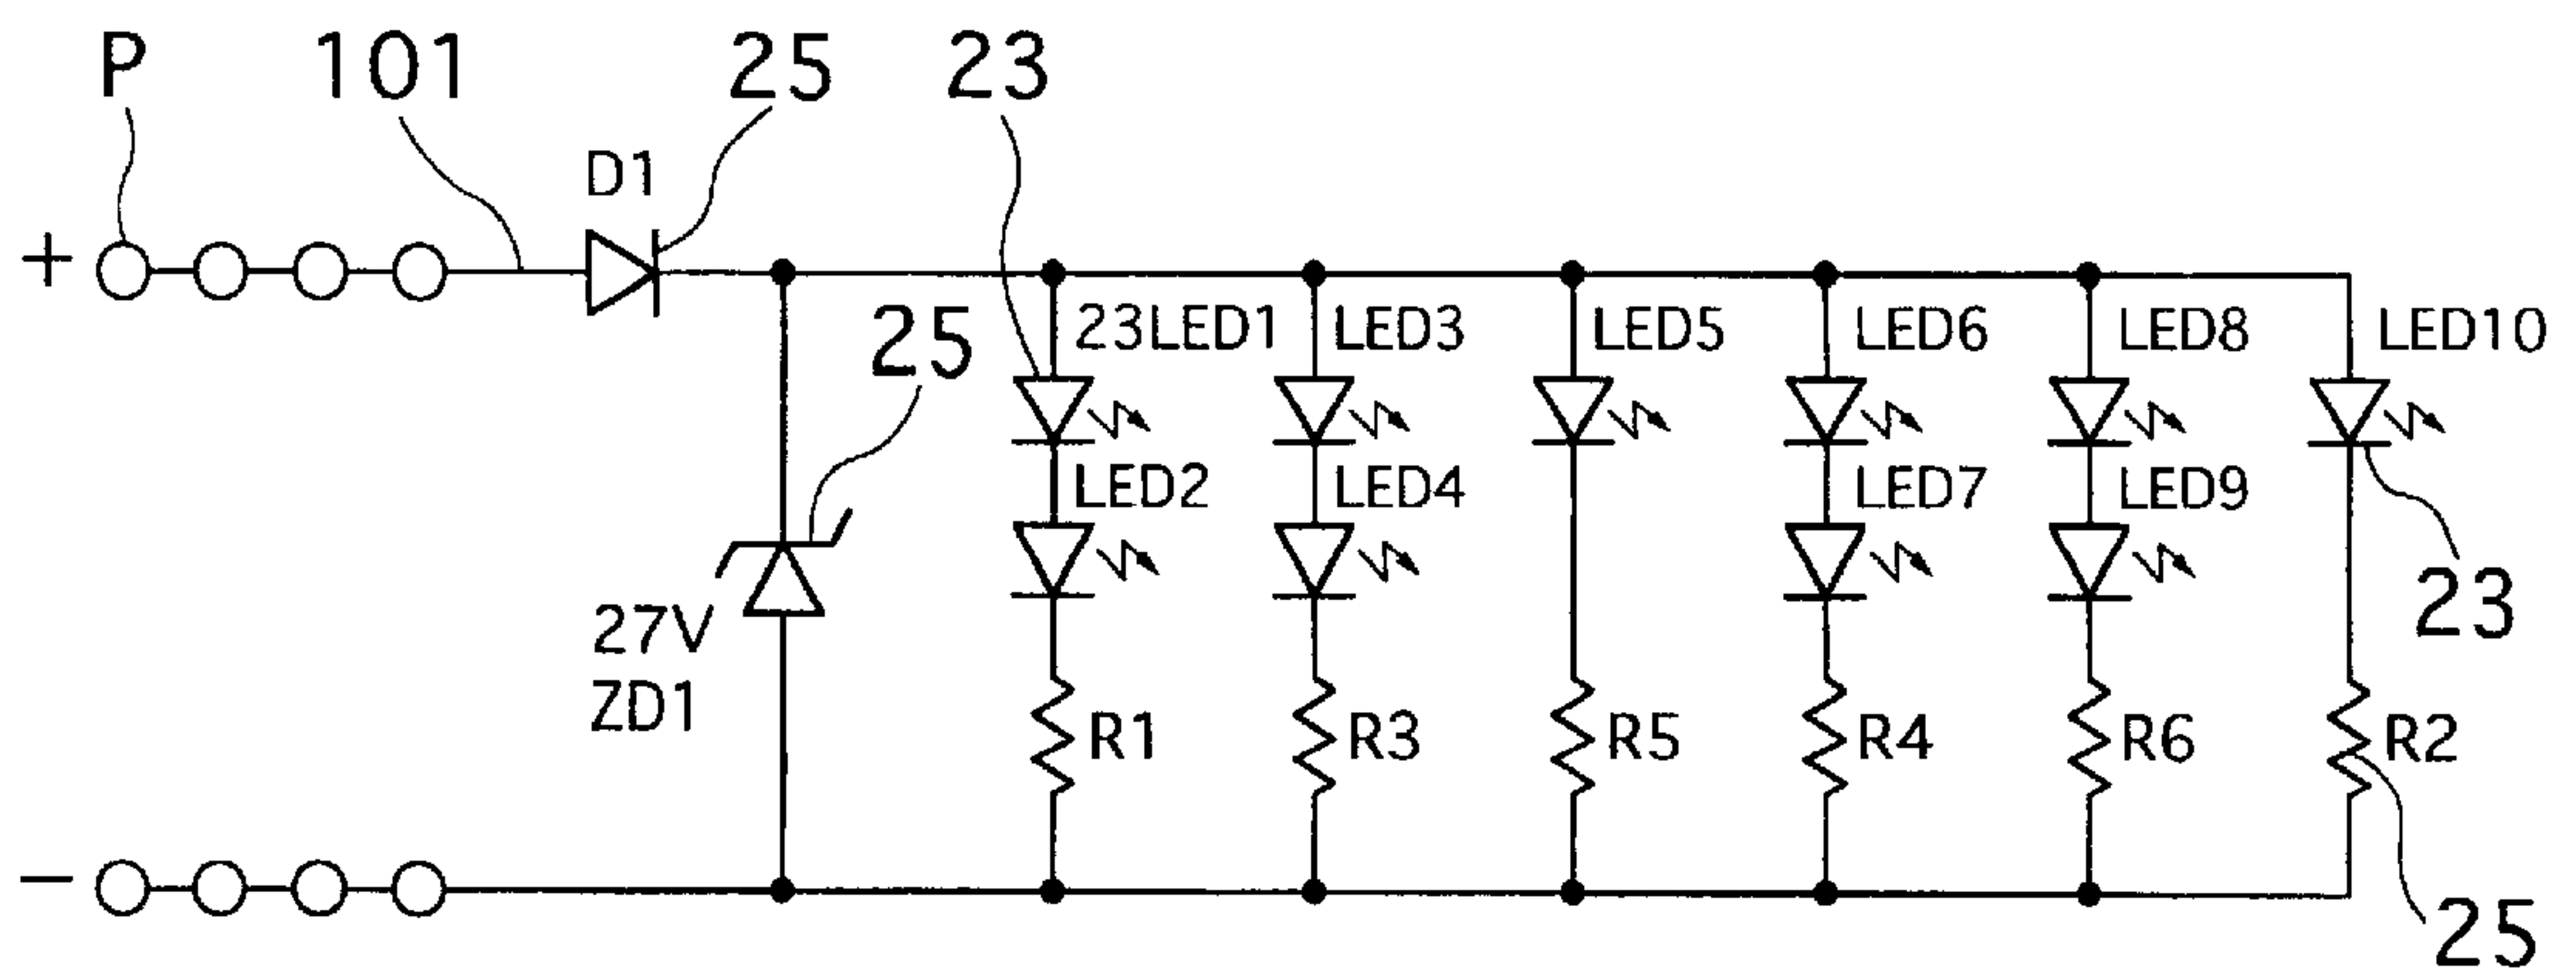 P 101 25 23
D1
+
25 23LED1 LED3 LED5 LED6 LED8 LED10
LED2 LED4 LED7 LED9
27V 23
ZD1 R1 R3 R5 R4 R6 R2
−
25